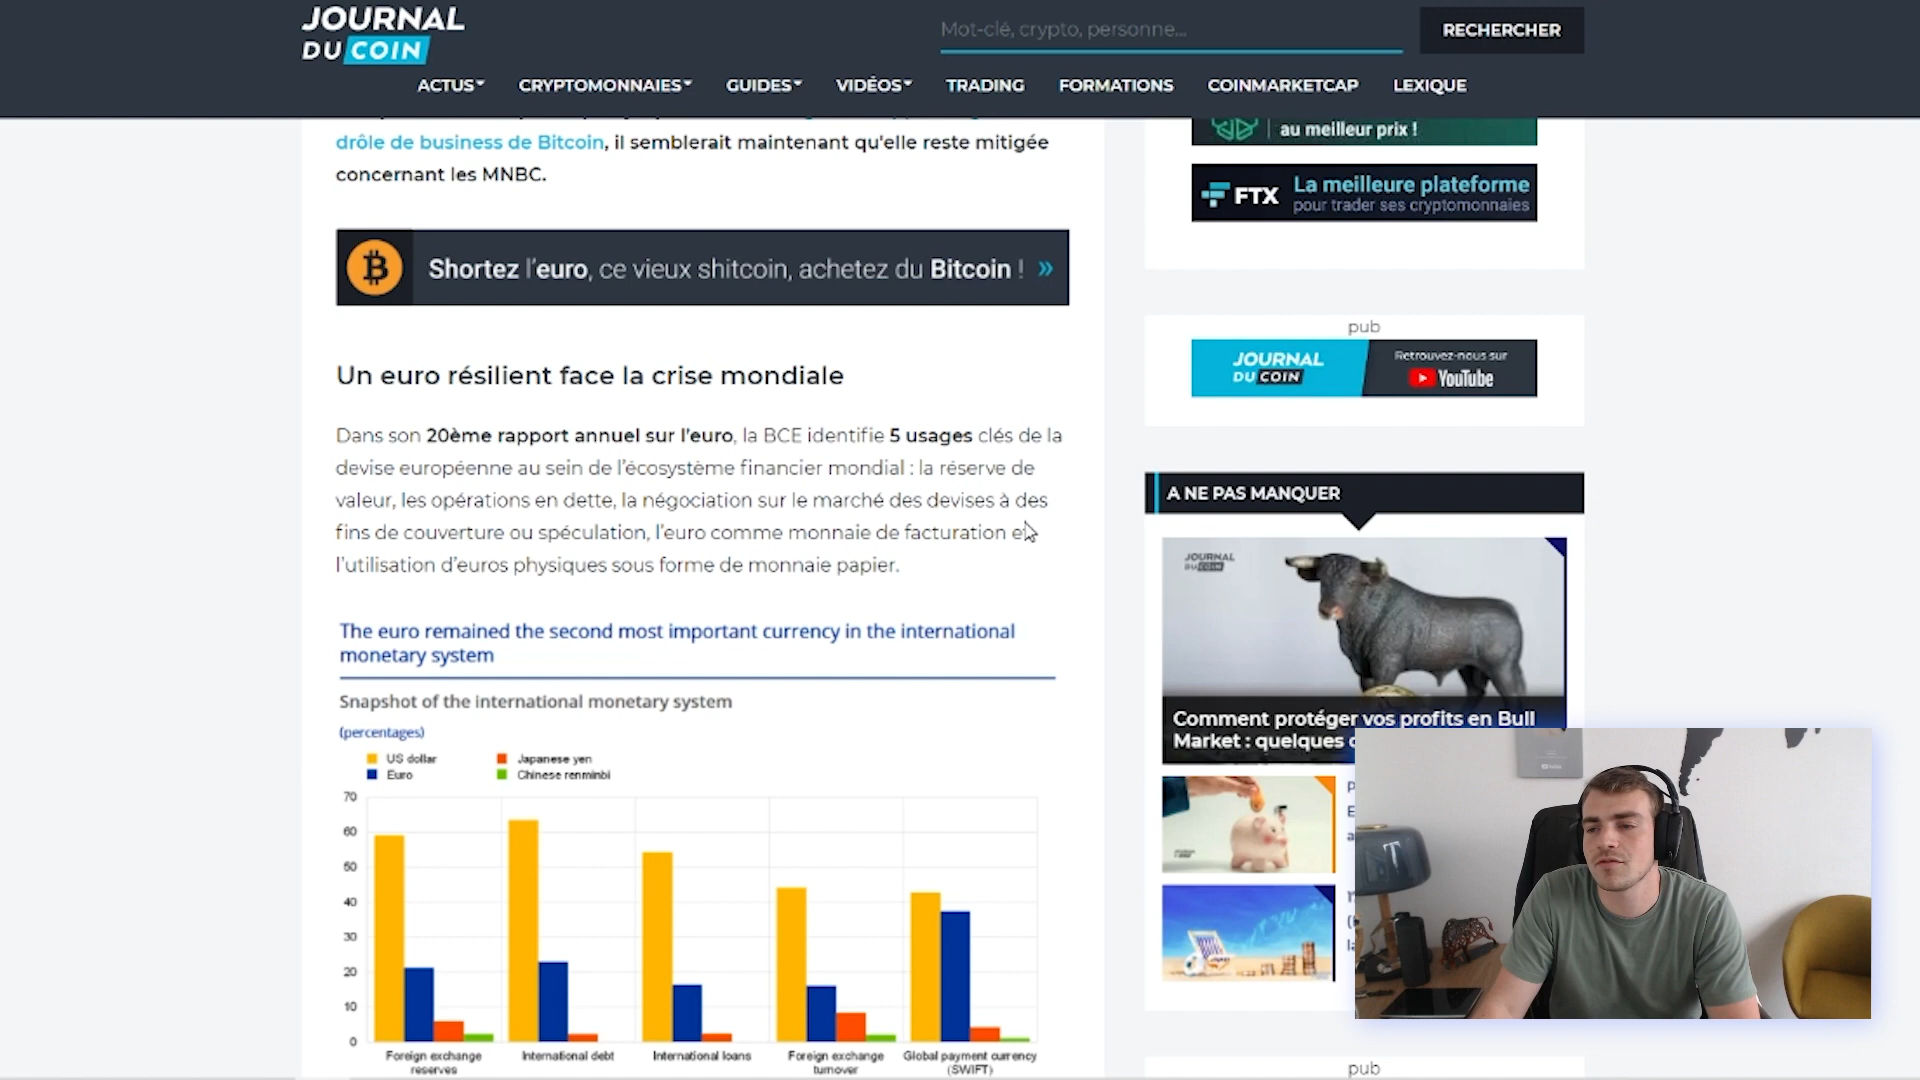 JOURNAL
DU COIN
Mot-clé, crypto, personne...
RECHERCHER
ACTUS
CRYPTOMONNAIES
GUIDES
VIDÉOS
TRADING
FORMATIONS
COINMARKETCAP
LEXIQUE
drôle de business de Bitcoin, il semblerait maintenant qu'elle reste mitigée
concernant les MNBC.
Shortez l'euro, ce vieux shitcoin, achetez du Bitcoin ! »
Un euro résilient face la crise mondiale
Dans son 20ème rapport annuel sur l'euro, la BCE identifie 5 usages clés de la
devise européenne au sein de l'écosystème financier mondial : la réserve de
valeur, les opérations en dette, la négociation sur le marché des devises à des
fins de couverture ou spéculation, l'euro comme monnaie de facturation et
l'utilisation d'euros physiques sous forme de monnaie papier.
The euro remained the second most important currency in the international
monetary system
Snapshot of the international monetary system
(percentages)
US dollar
Japanese yen
Euro
Chinese renminbi
70
60
50
40
30
20
10
0
Foreign exchange
reserves
International debt
International loans
Foreign exchange
turnover
Global payment currency
(SWIFT)
au meilleur prix !
FTX
La meilleure plateforme
pour trader ses cryptomonnaies
pub
JOURNAL
DU COIN
Retrouvez-nous sur
YouTube
A NE PAS MANQUER
JOURNAL
DU COIN
Comment protéger vos profits en Bull
Market : quelques
pub